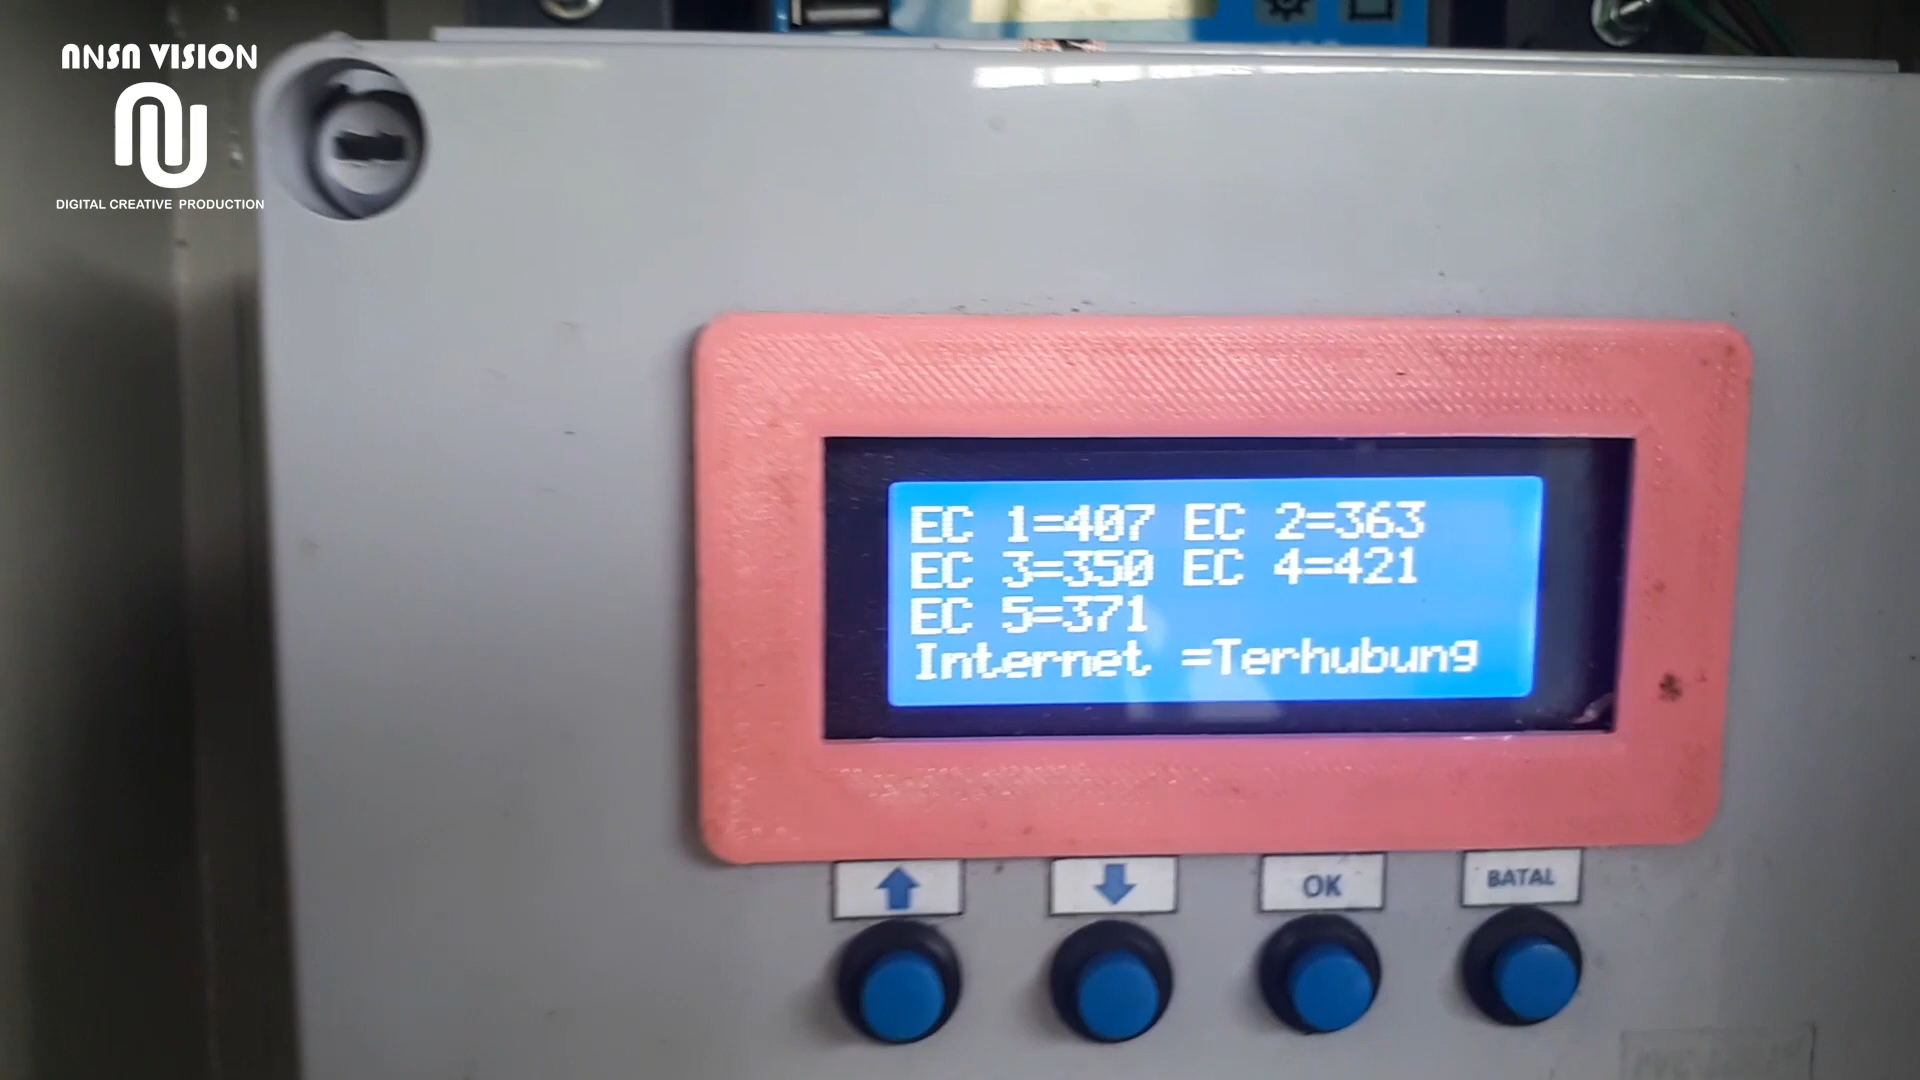 ANSA VISION
DIGITAL CREATIVE PRODUCTION
EC 1=407 EC 2=363
EC 3=350 EC 4=421
EC 5=371
Internet =Terhubung
OK
BATAL